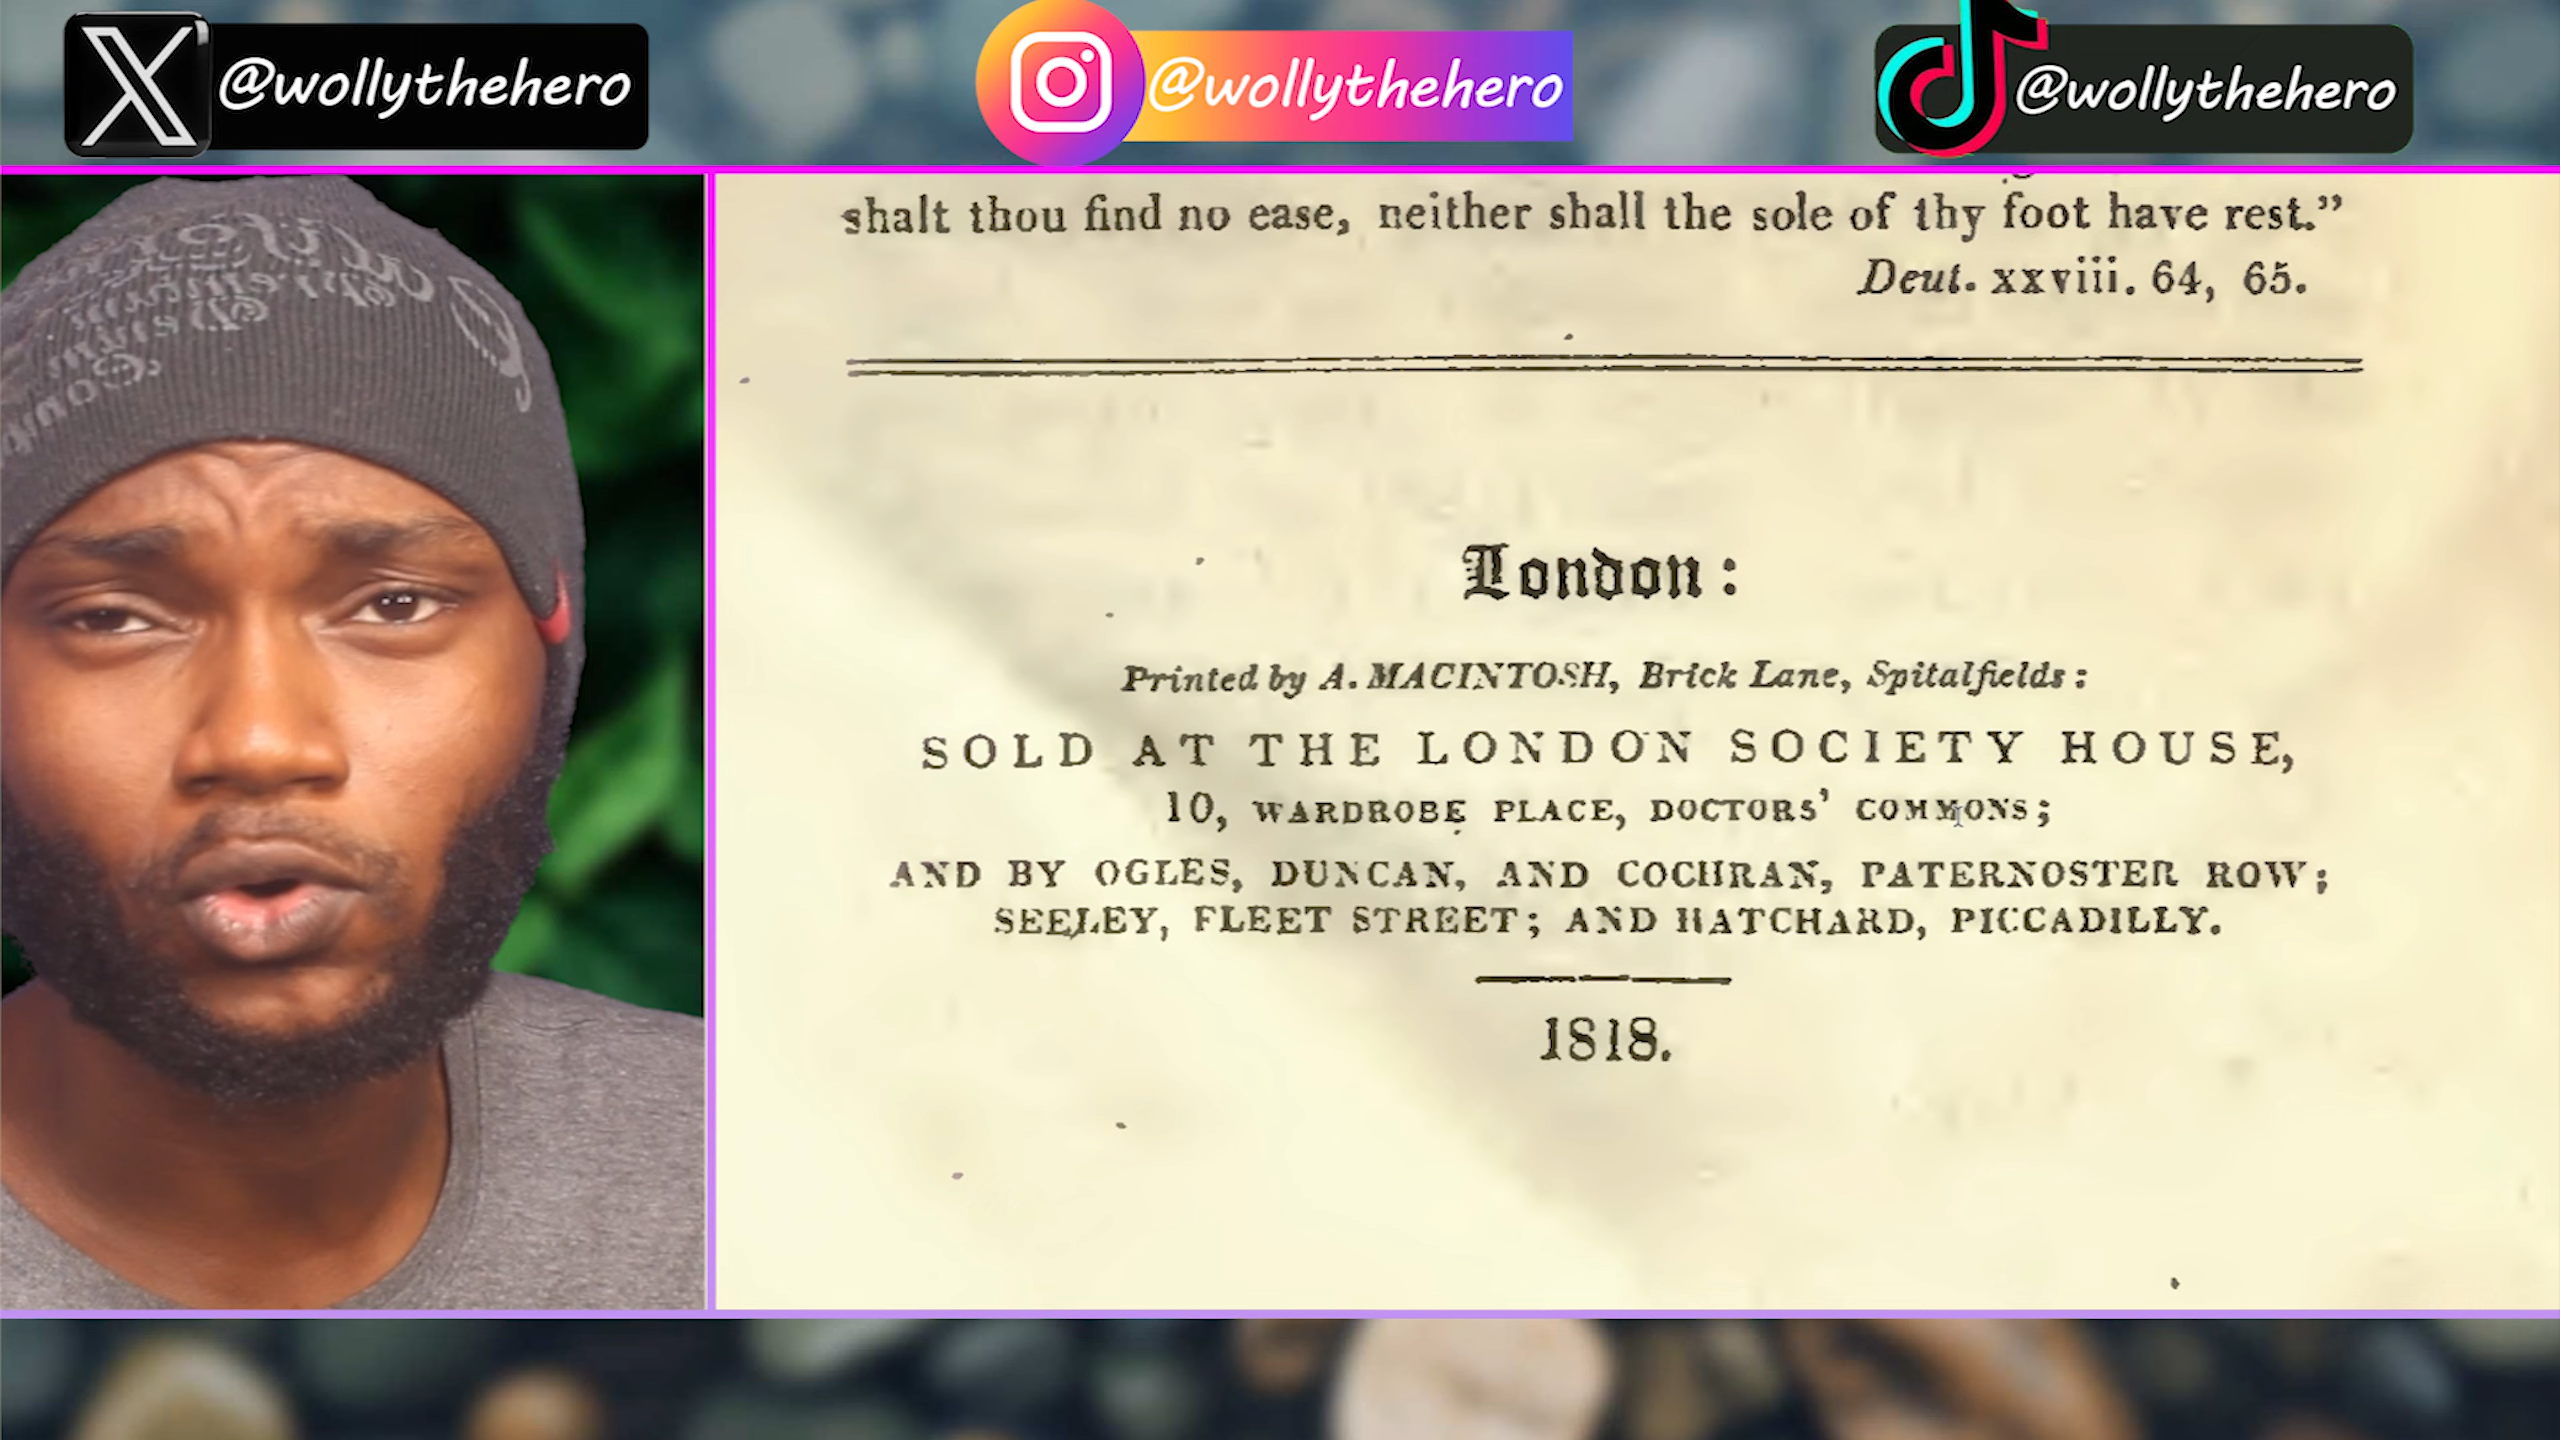 @wollythehero
@wollythehero
@wollythehero
shalt thou find no ease, neither shall the sole of thy foot have rest.”
Deut. xxviii. 64, 65.
London:
Printed by A. MACINTOSH, Brick Lane, Spitalfields:
SOLD AT THE LONDON SOCIETY HOUSE,
10, WARDROBE PLACE, DOCTORS' COMMONS;
AND BY OGLES, DUNCAN, AND COCHRAN, PATERNOSTER ROW;
SEELEY, FLEET STREET; AND HATCHARD, PICCADILLY.
1818.